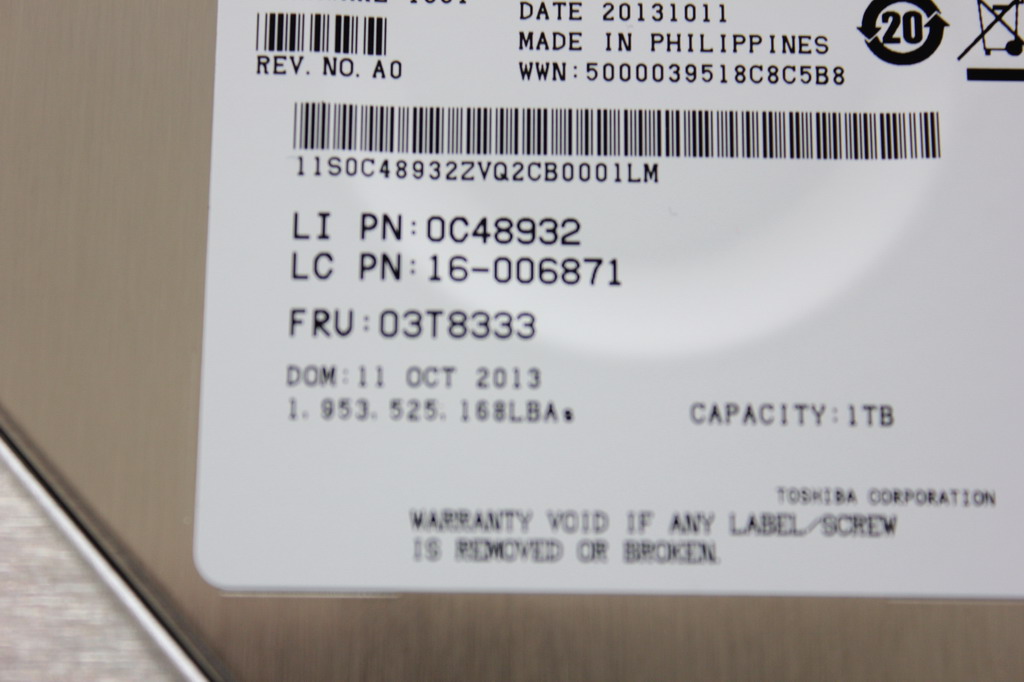 DATE 20131011
MADE IN PHILIPPINES
20
REV. NO. A0
WWN:5000039518C8C5B8
11S0C48932ZVQ2CB0001LM
LI PN:0C48932
LC PN:16-006871
FRU:03T8333
DOM:11 OCT 2013
1.953.525.168LBAs
CAPACITY:1TB
TOSHIBA CORPORATION
WARRANTY VOID IF ANY LABEL/SCREW
IS REMOVED OR BROKEN.